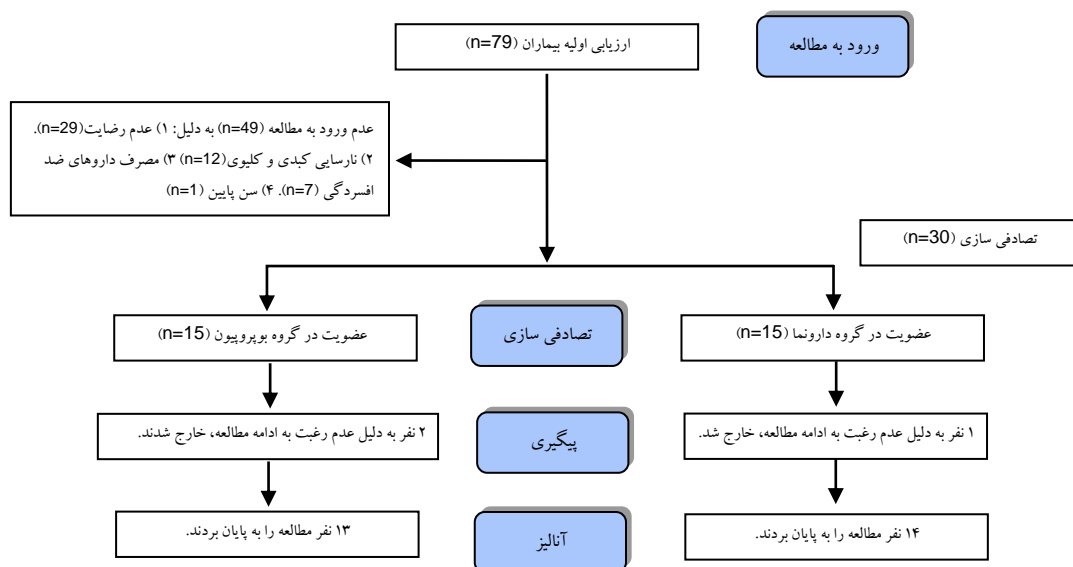 ورود به مطالعه
ارزیابی اولیه بیماران (n=79)
عدم ورود به مطالعه (n=49) به دلیل: ۱) عدم رضایت(n=29).
۲) نارسایی کبدی و کلیوی(n=12) ۳) مصرف داروهای ضد
افسردگی (n=7). ۴) سن پایین (n=1)
تصادفی سازی (n=30)
عضویت در گروه دارونما (n=15)
تصادفی سازی
عضویت در گروه بوپروپیون (n=15)
۱ نفر به دلیل عدم رغبت به ادامه مطالعه، خارج شد.
پیگیری
۲ نفر به دلیل عدم رغبت به ادامه مطالعه، خارج شدند.
۱۴ نفر مطالعه را به پایان بردند.
آنالیز
۱۳ نفر مطالعه را به پایان بردند.